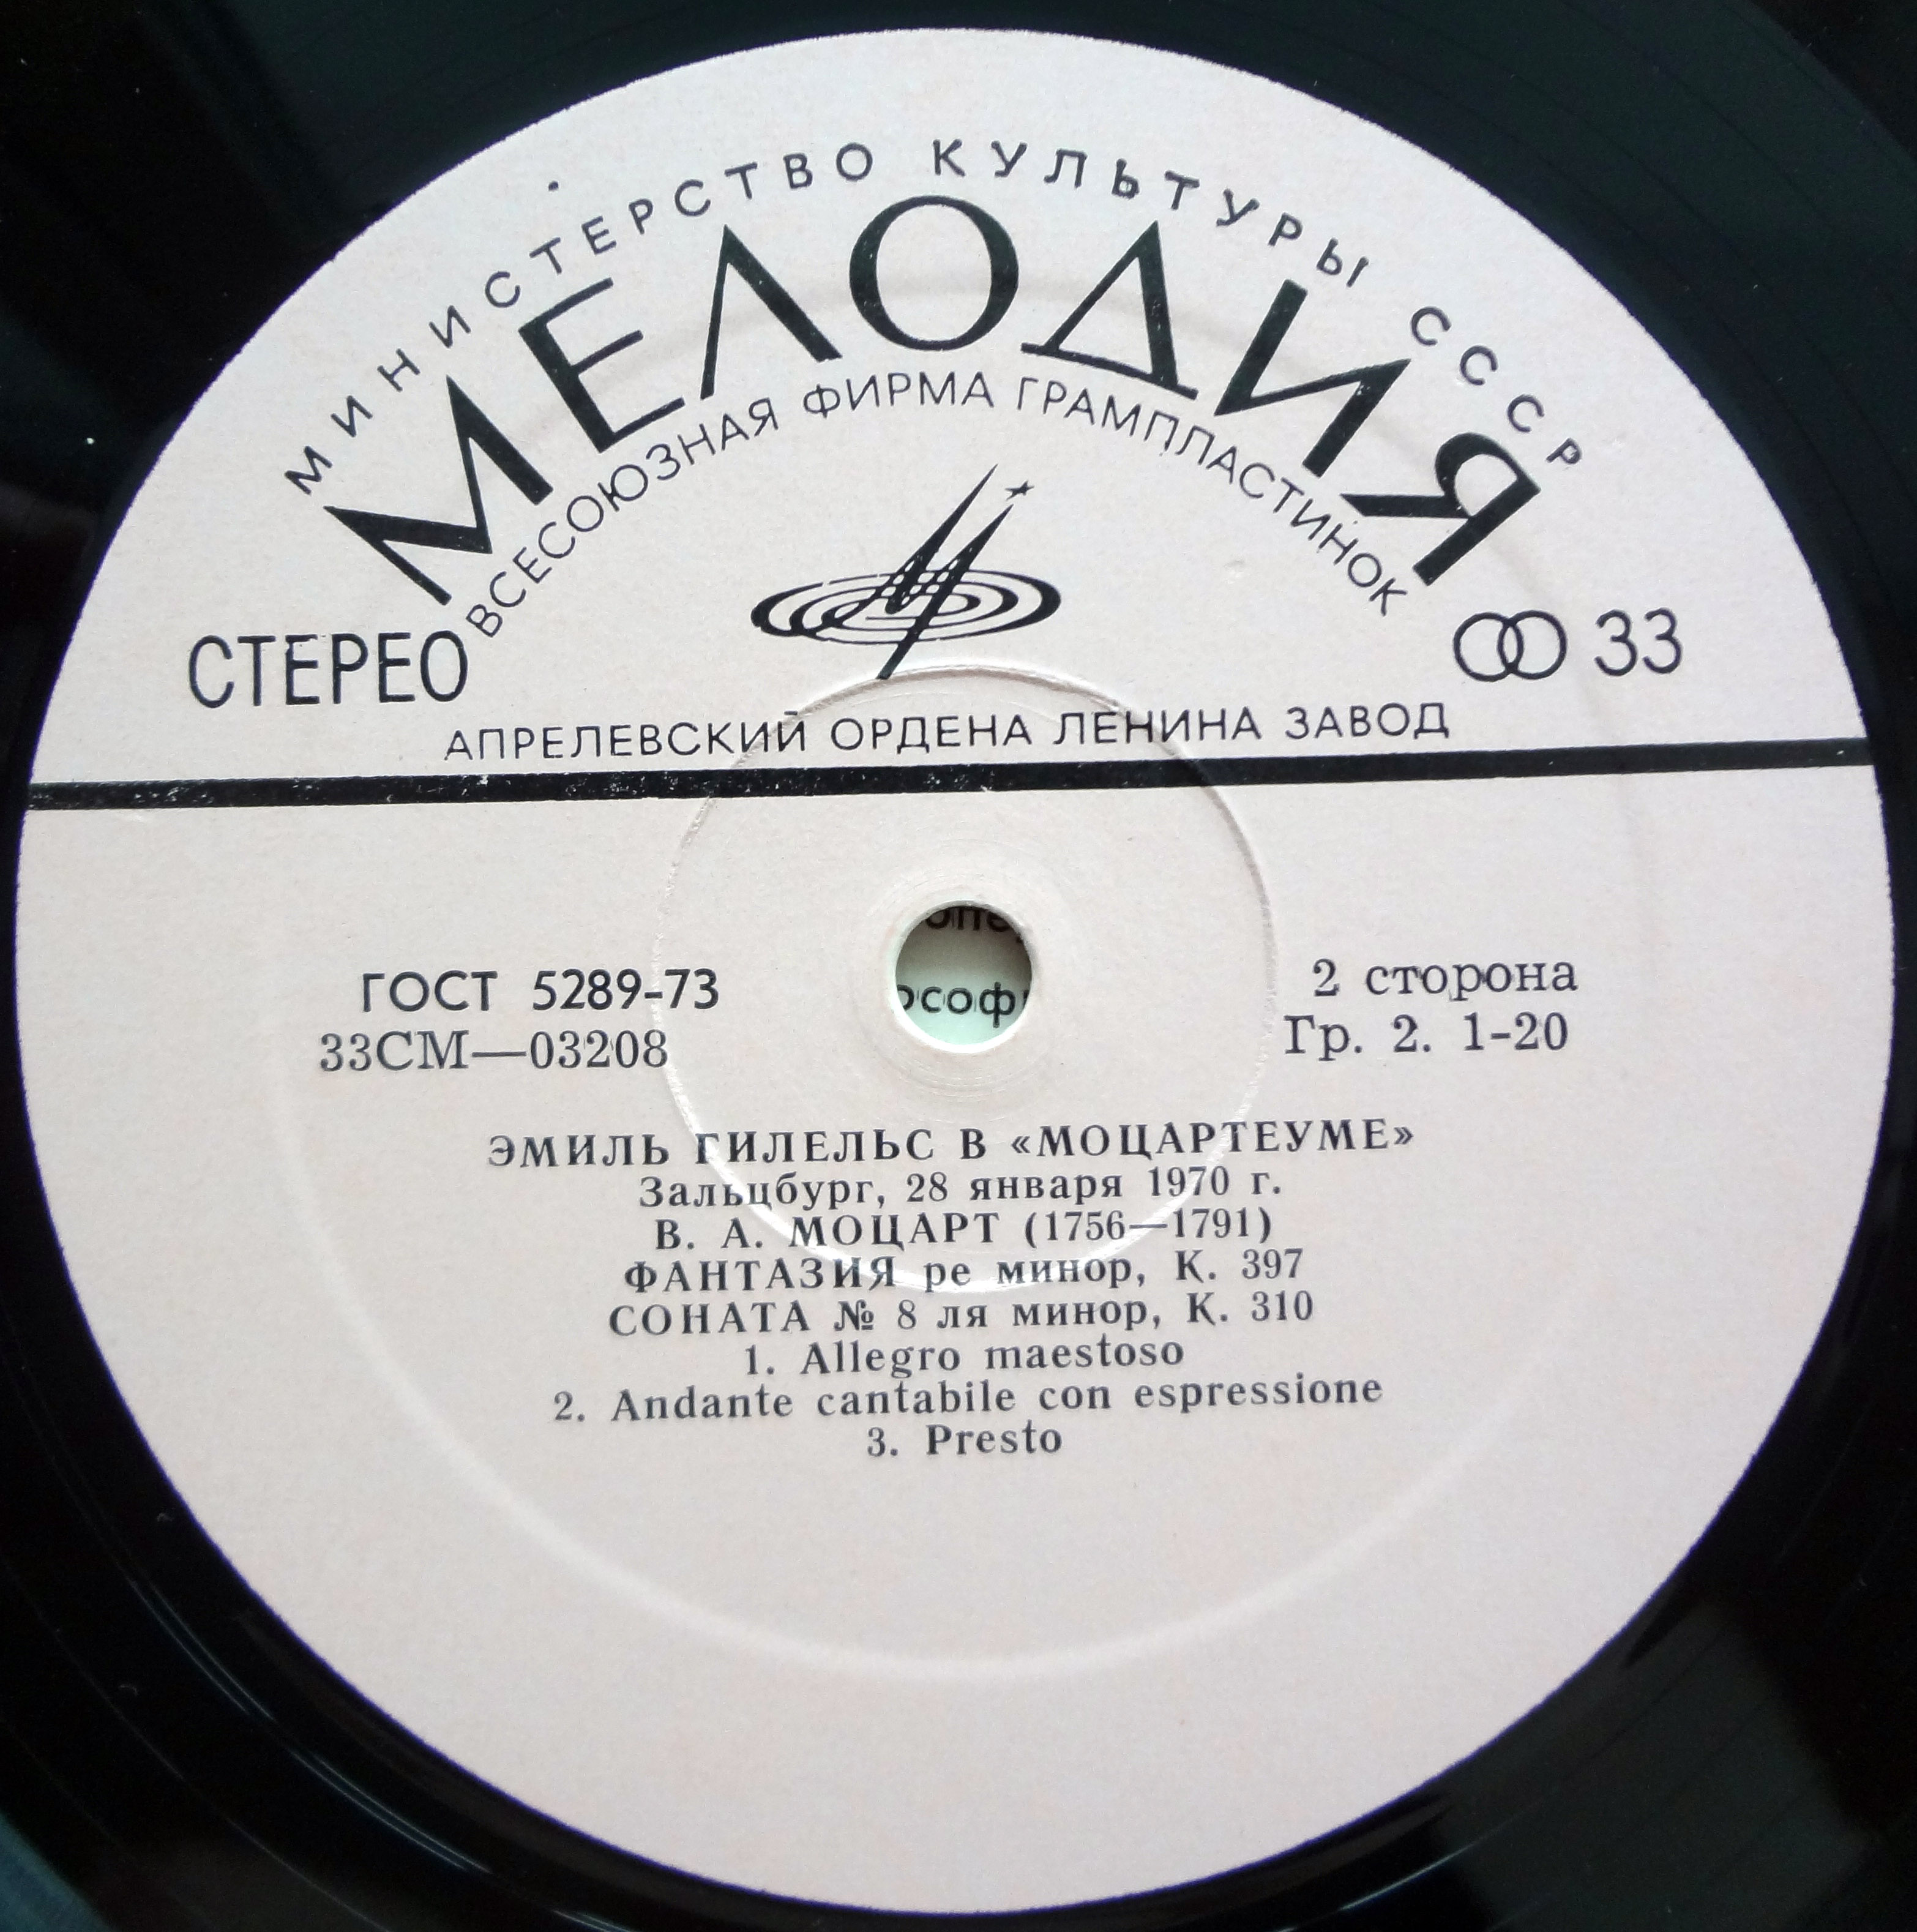 МИНИСТЕРСТВО КУЛЬТУРЫ СССР
МЕЛОДИЯ
ВСЕСОЮЗНАЯ ФИРМА ГРАМПЛАСТИНОК
СТЕРЕО
33
АПРЕЛЕВСКИЙ ОРДЕНА ЛЕНИНА ЗАВОД
ГОСТ 5289-73
33СМ—03208
2 сторона
Гр. 2. 1-20
ЭМИЛЬ ГИЛЕЛЬС В «МОЦАРТЕУМЕ»
Зальцбург, 28 января 1970 г.
В. А. МОЦАРТ (1756—1791)
ФАНТАЗИЯ ре минор, К. 397
СОНАТА № 8 ля минор, К. 310
1. Allegro maestoso
2. Andante cantabile con espressione
3. Presto